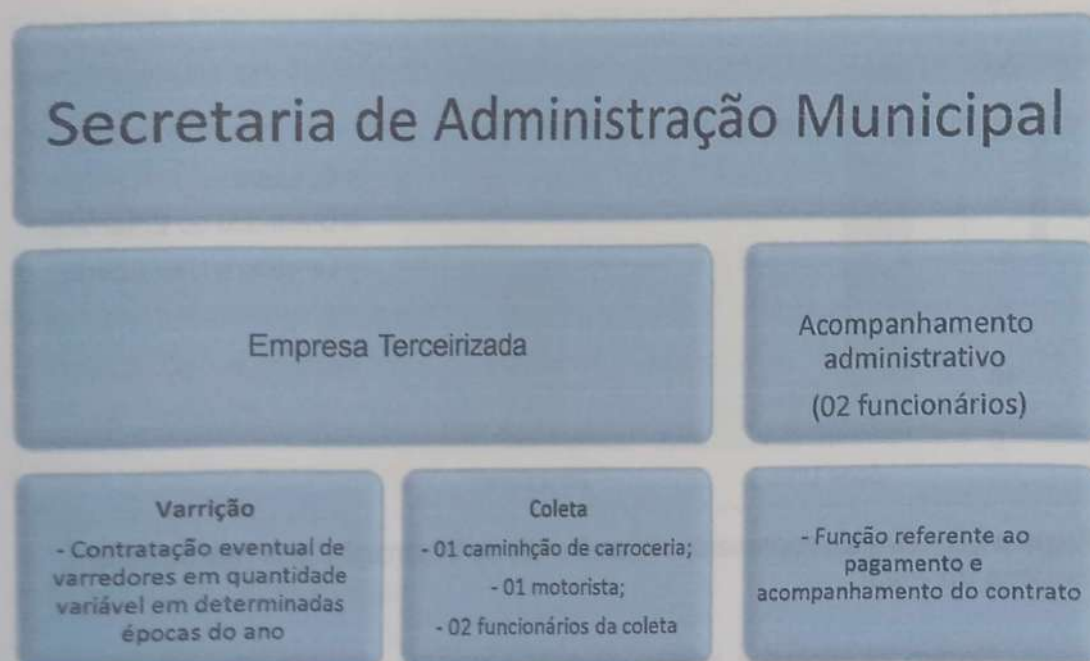 Secretaria de Administração Municipal
Empresa Terceirizada
Acompanhamento
administrativo
(02 funcionários)
Varrição
- Contratação eventual de
varredores em quantidade
variável em determinadas
épocas do ano
Coleta
- 01 caminhção de carroceria;
- 01 motorista;
- 02 funcionários da coleta
- Função referente ao
pagamento e
acompanhamento do contrato